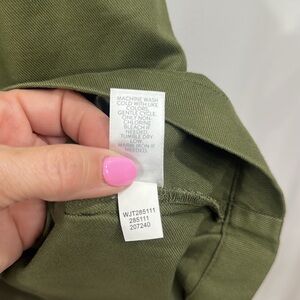 MACHINE WASH
COLD WITH LIKE
COLORS.
GENTLE CYCLE.
ONLY NON-
CHLORINE
BLEACH IF
NEEDED.
TUMBLE DRY
LOW.
WARM IRON IF
NEEDED.
WJT285111
285111
207240